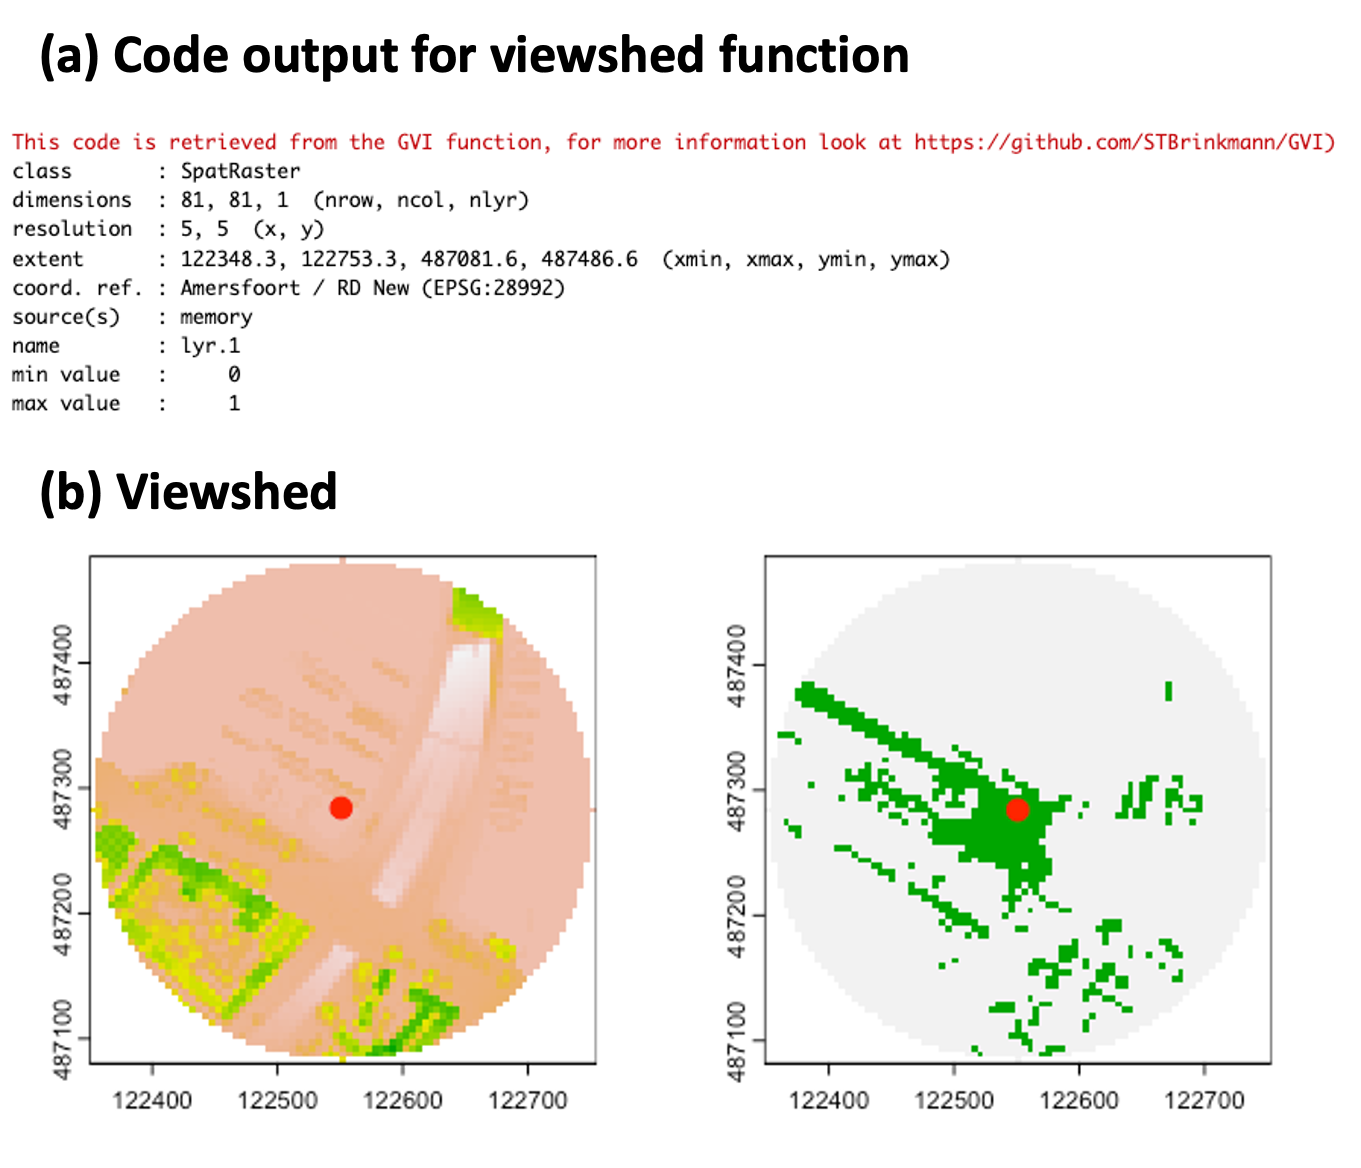 (a) Code output for viewshed function
This code is retrieved from the GVI function, for more information look at https://github.com/STBrinkmann/GVI)
class       : SpatRaster
dimensions  : 81, 81, 1  (nrow, ncol, nlyr)
resolution  : 5, 5  (x, y)
extent      : 122348.3, 122753.3, 487081.6, 487486.6  (xmin, xmax, ymin, ymax)
coord. ref. : Amersfoort / RD New (EPSG:28992)
source(s)   : memory
name        : lyr.1
min value   :     0
max value   :     1
(b) Viewshed
487400
487300
487200
487100
122400 122500 122600 122700
487400
487300
487200
487100
122400 122500 122600 122700